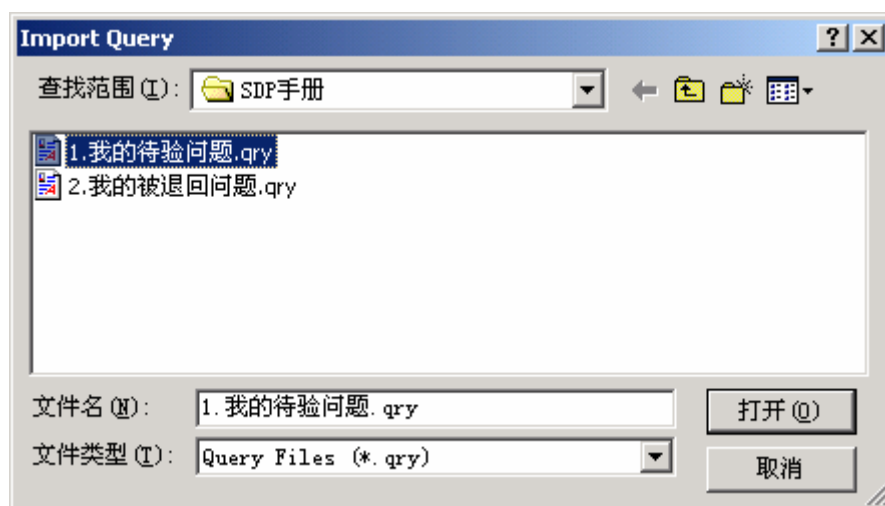 Import Query
查找范围(I): SDP手册
1.我的待验问题.qry
2.我的被退回问题.qry
文件名(N): 1.我的待验问题.qry 打开(O)
文件类型(T): Query Files (*.qry) 取消